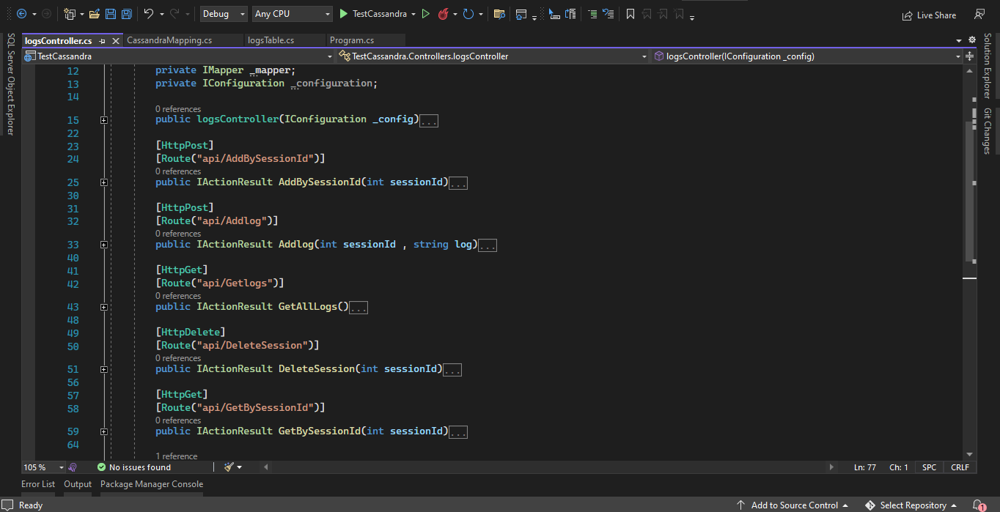 Debug Any CPU TestCassandra Live Share
logsController.cs CassandraMapping.cs logsTable.cs Program.cs
TestCassandra TestCassandra.Controllers.logsController logsController(IConfiguration _config)
SQL Server Object Explorer
Solution Explorer
Git Changes
12 private IMapper _mapper;
13 private IConfiguration _configuration;
14
0 references
15 public logsController(IConfiguration _config)...
22
23 [HttpPost]
24 [Route("api/AddBySessionId")]
0 references
25 public IActionResult AddBySessionId(int sessionId)...
30
31 [HttpPost]
32 [Route("api/Addlog")]
0 references
33 public IActionResult Addlog(int sessionId , string log)...
40
41 [HttpGet]
42 [Route("api/Getlogs")]
0 references
43 public IActionResult GetAllLogs()...
48
49 [HttpDelete]
50 [Route("api/DeleteSession")]
0 references
51 public IActionResult DeleteSession(int sessionId)...
56
57 [HttpGet]
58 [Route("api/GetBySessionId")]
0 references
59 public IActionResult GetBySessionId(int sessionId)...
64
1 reference
105 % No issues found Ln: 77 Ch: 1 SPC CRLF
Error List Output Package Manager Console
Ready Add to Source Control Select Repository 1